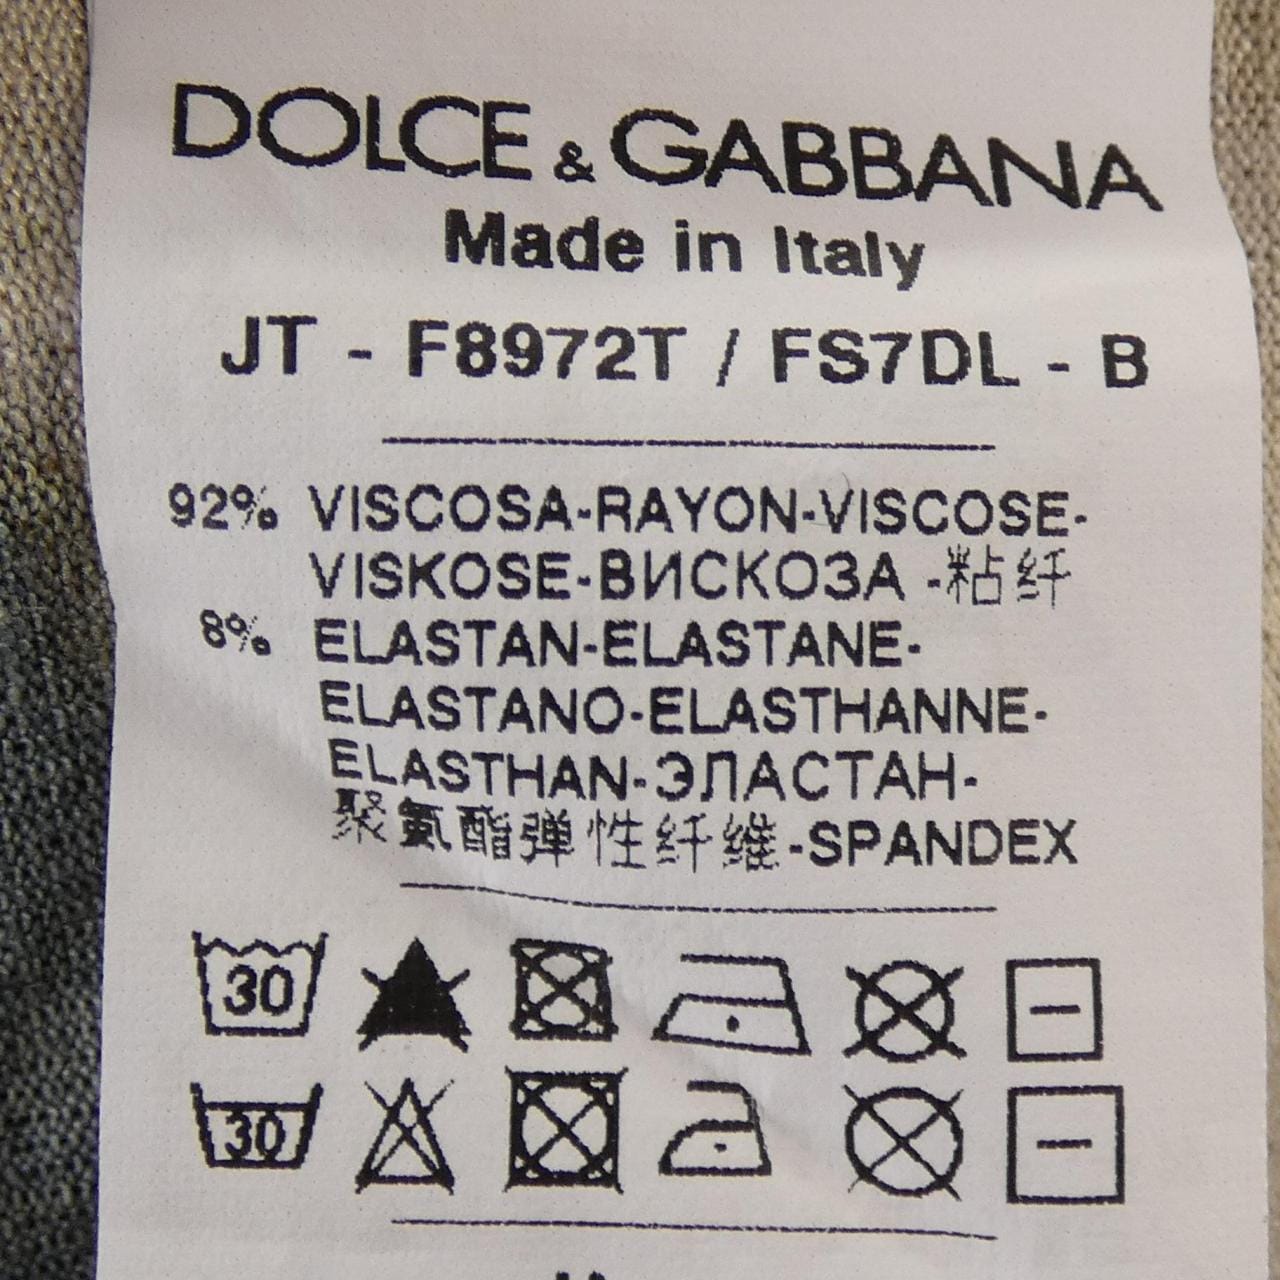 DOLCE & GABBANA
Made in Italy
JT - F8972T / FS7DL - B
92% VISCOSA-RAYON-VISCOSE-
VISKOSE-ВИСКОЗА -粘纤
8% ELASTAN-ELASTANE-
ELASTANO-ELASTHANNE-
ELASTHAN-ЭЛАСТАН-
聚氨酯弹性纤维-SPANDEX
30
30